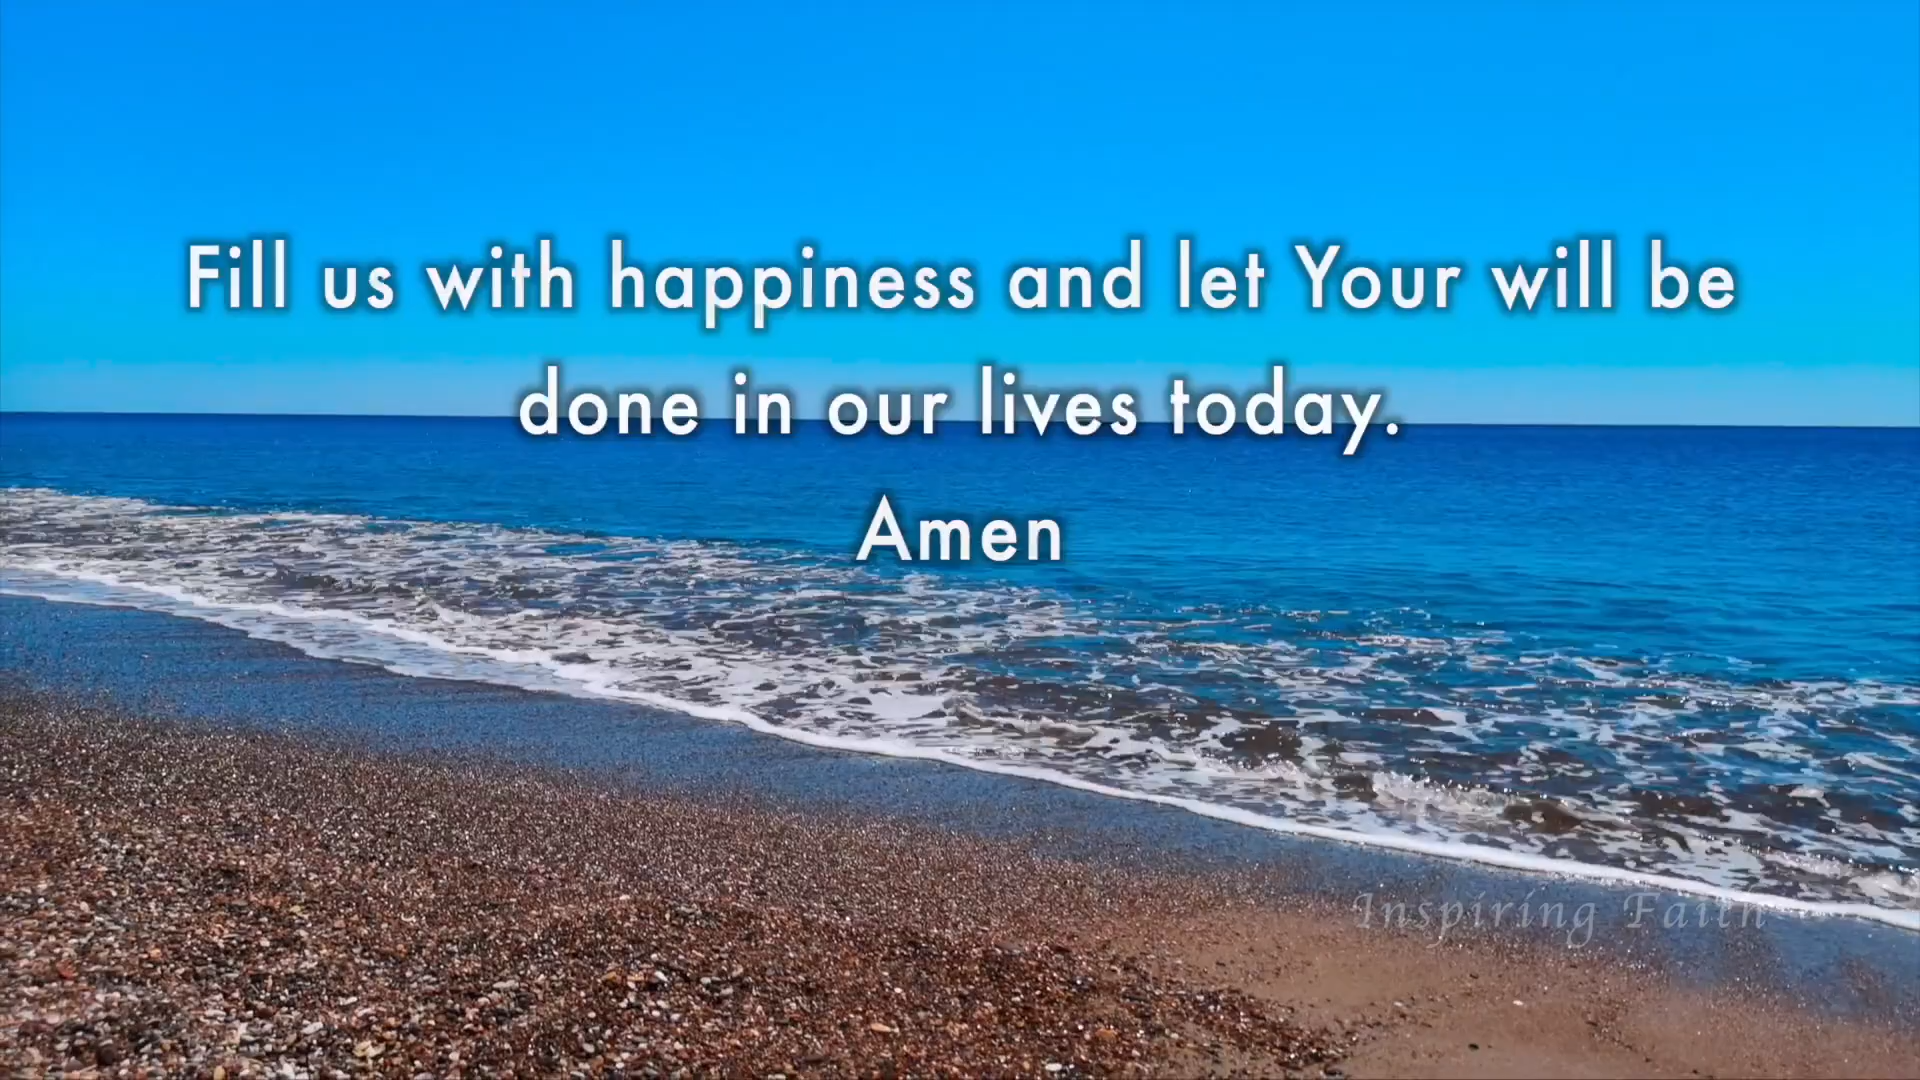 Fill us with happiness and let Your will be
done in our lives today.
Amen
Inspiring Faith